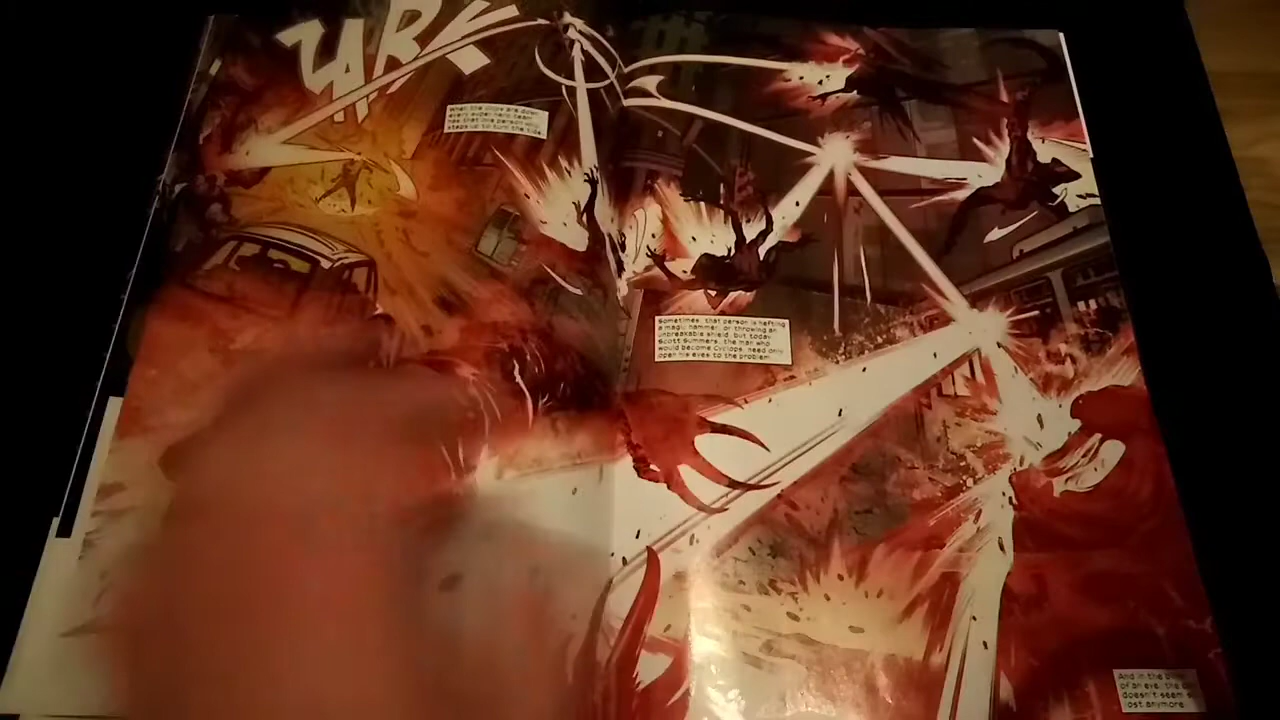 URK
When the chips are down
every super hero team
has that one person who
steps up to turn the tide.
Sometimes, that person is hefting
a magic hammer, or throwing an
unbreakable shield, but today
Scott Summers, the man who
would become Cyclops, need only
open his eyes to the problem.
And in the blink
of an eye, the
doesn't seem
lost anymore.